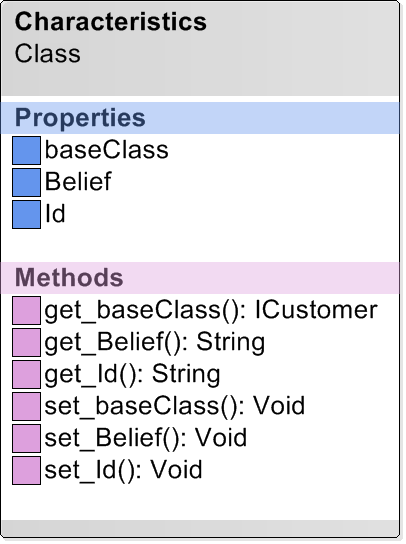 Characteristics
Class
Properties
baseClass
Belief
Id
Methods
get_baseClass(): ICustomer
get_Belief(): String
get_Id(): String
set_baseClass(): Void
set_Belief(): Void
set_Id(): Void